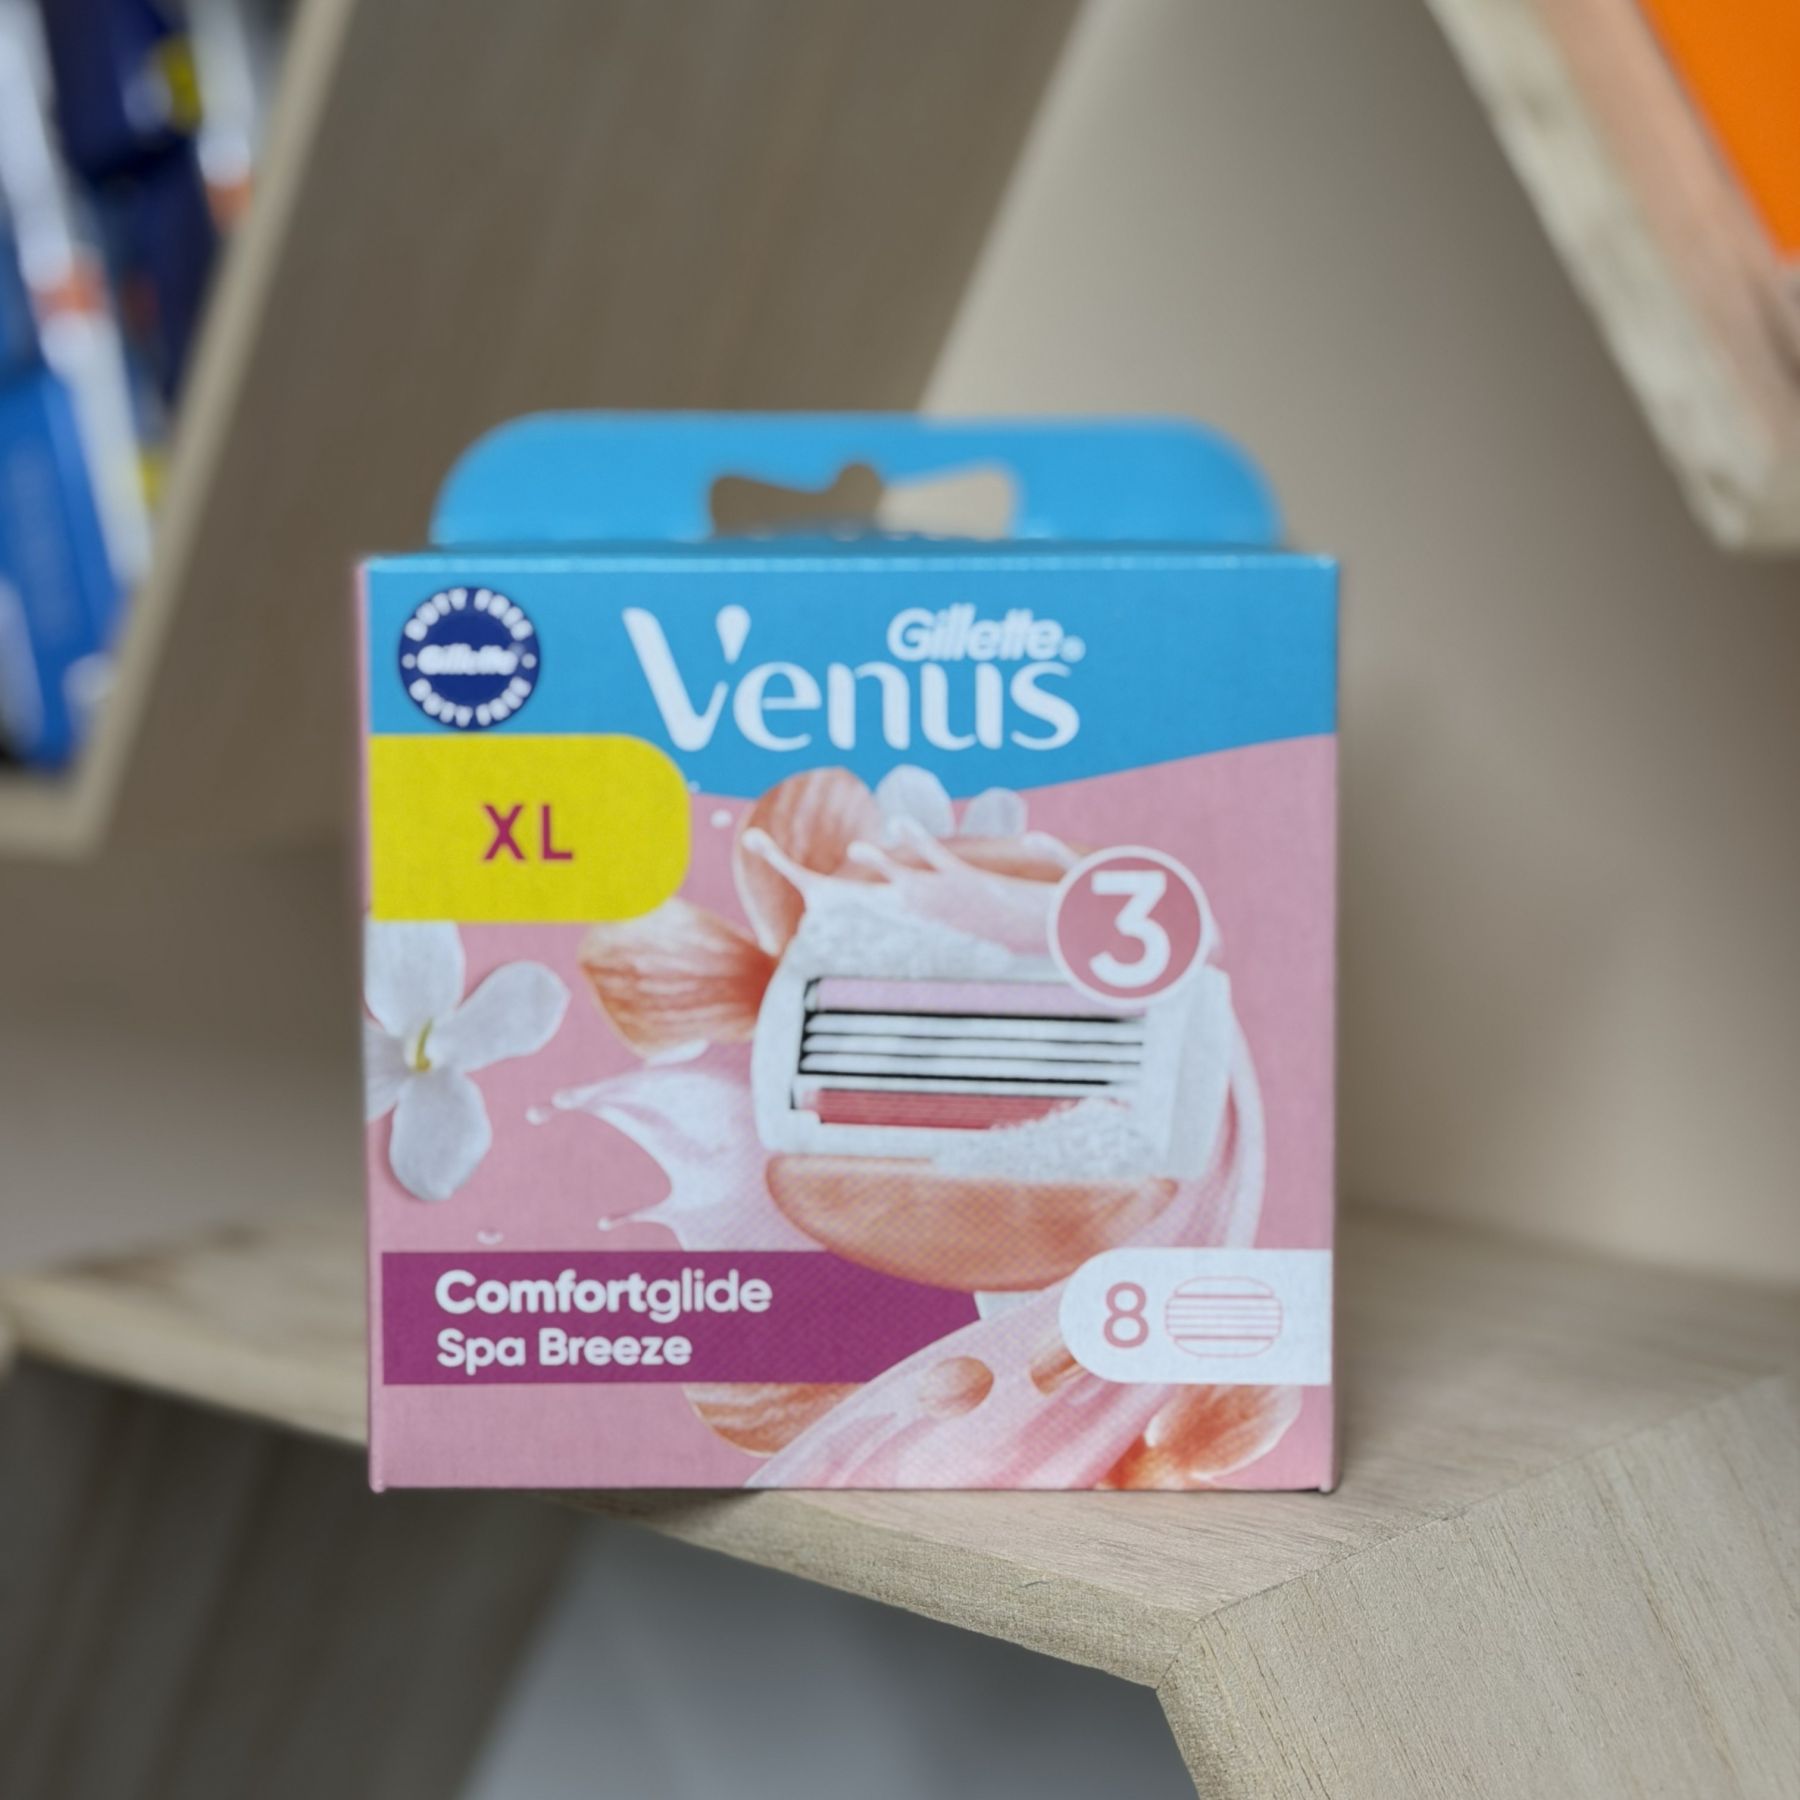 DUTY FREE
Gillette
DUTY FREE
Gillette
Venus
XL
3
Comfortglide
Spa Breeze
8